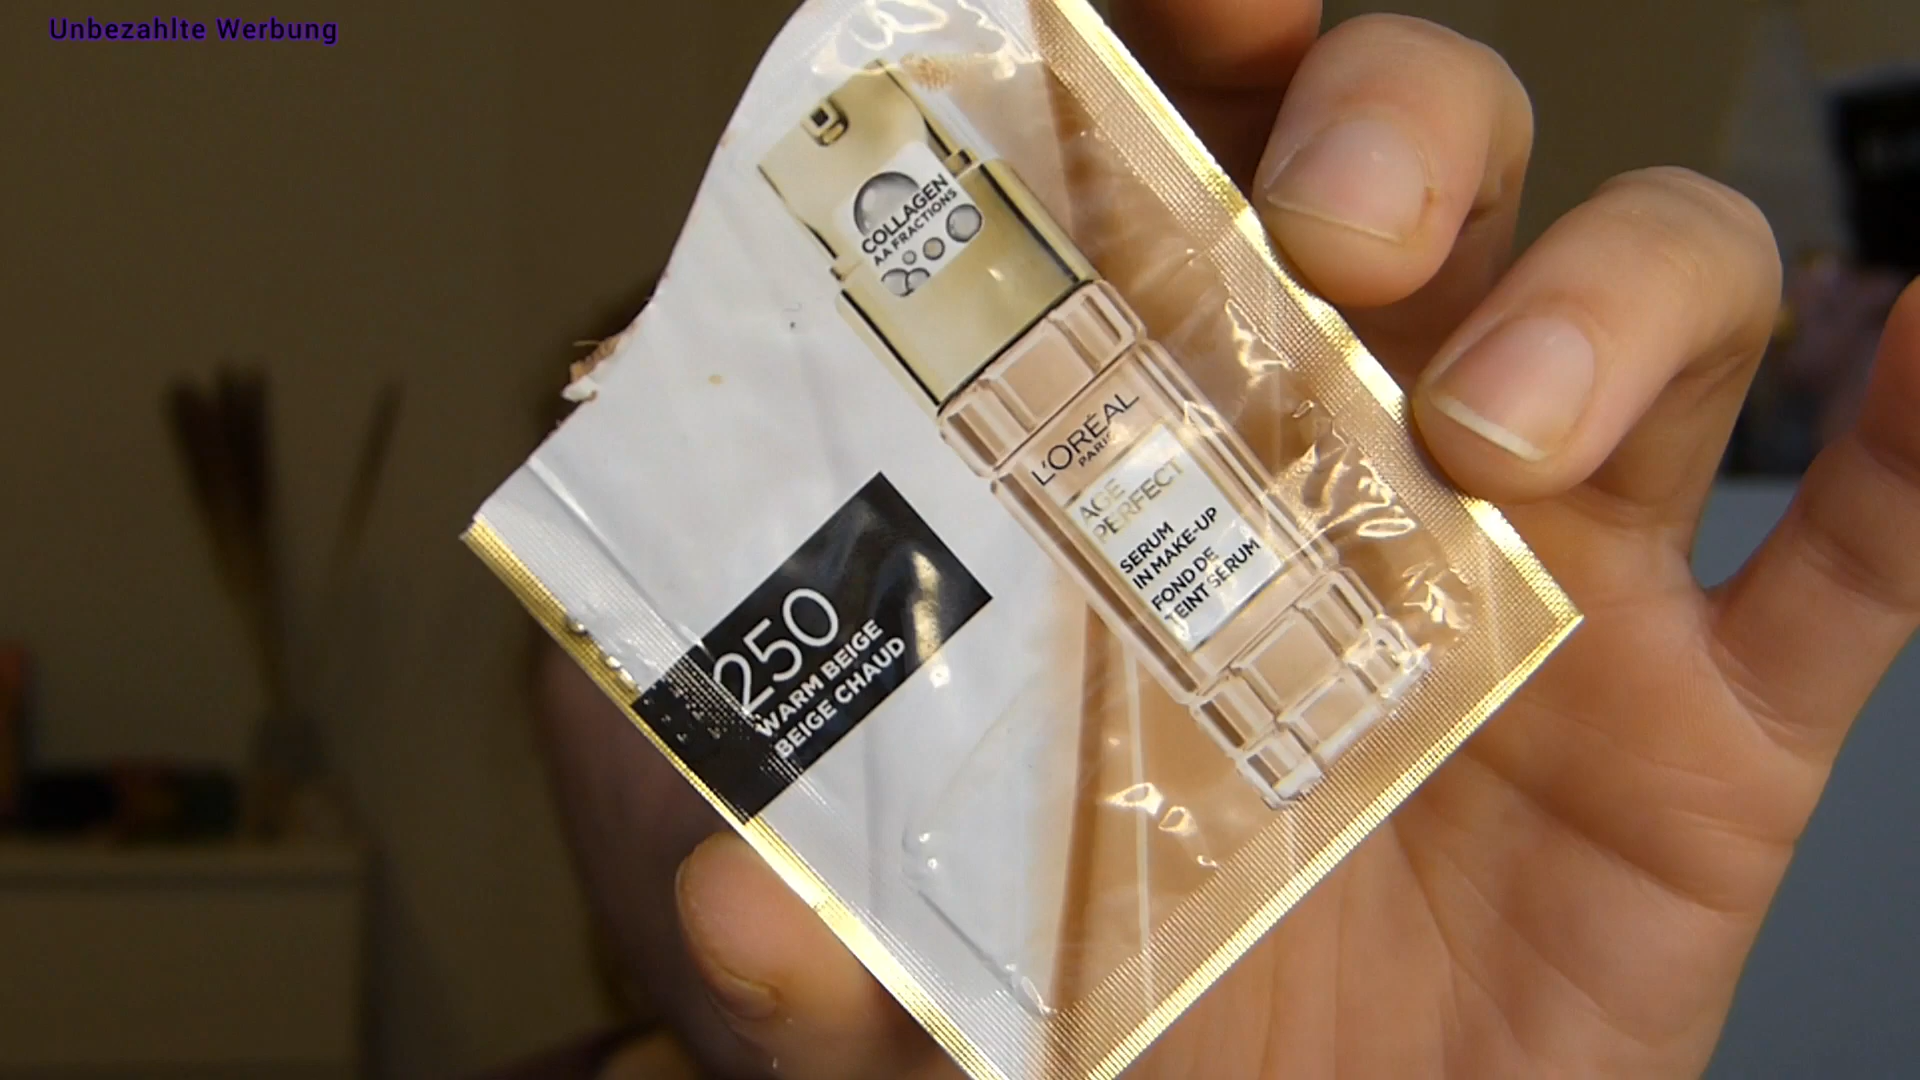 Unbezahlte Werbung
COLLAGEN
AA FRACTIONS
L'ORÉAL
PARIS
AGE
PERFECT
SERUM
IN MAKE-UP
FOND DE
TEINT SÉRUM
250
WARM BEIGE
BEIGE CHAUD